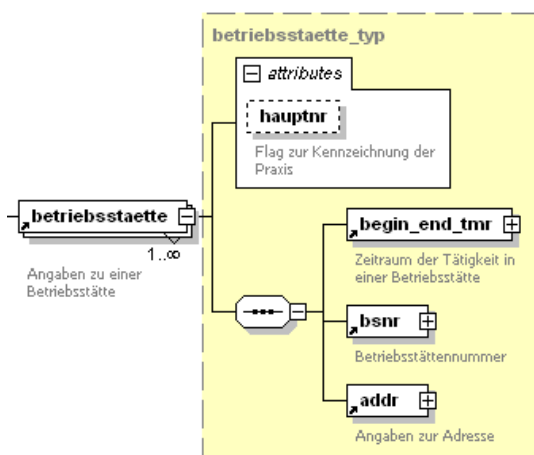 betriebsstaette_typ
attributes
hauptnr
Flag zur Kennzeichnung der
Praxis
betriebsstaette
1..∞
Angaben zu einer
Betriebsstätte
begin_end_tmr
Zeitraum der Tätigkeit in
einer Betriebsstätte
bsnr
Betriebsstättennummer
addr
Angaben zur Adresse